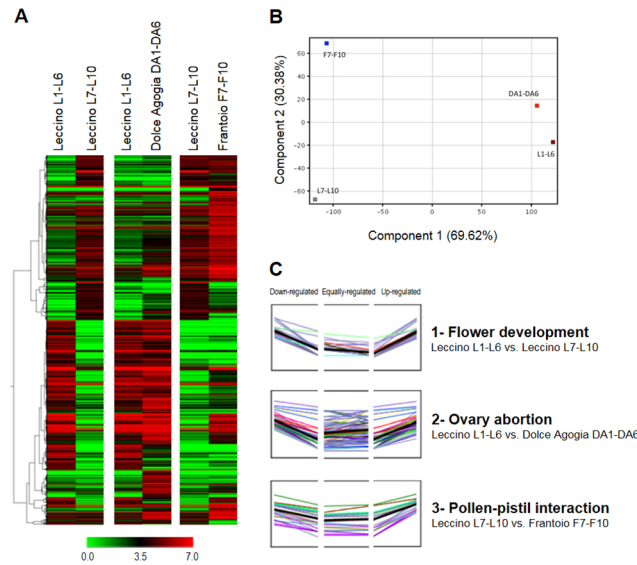 A
Leccino L1-L6
Leccino L7-L10
Leccino L1-L6
Dolce Agogia DA1-DA6
Leccino L7-L10
Frantoio F7-F10
0.0
3.5
7.0
B
Component 2 (30.38%)
60
40
20
0
−20
−40
−60
F7-F10
DA1-DA6
L1-L6
L7-L10
−100
−50
0
50
100
Component 1 (69.62%)
C
Down-regulated
Equally-regulated
Up-regulated
1- Flower development
Leccino L1-L6 vs. Leccino L7-L10
2- Ovary abortion
Leccino L1-L6 vs. Dolce Agogia DA1-DA6
3- Pollen-pistil interaction
Leccino L7-L10 vs. Frantoio F7-F10